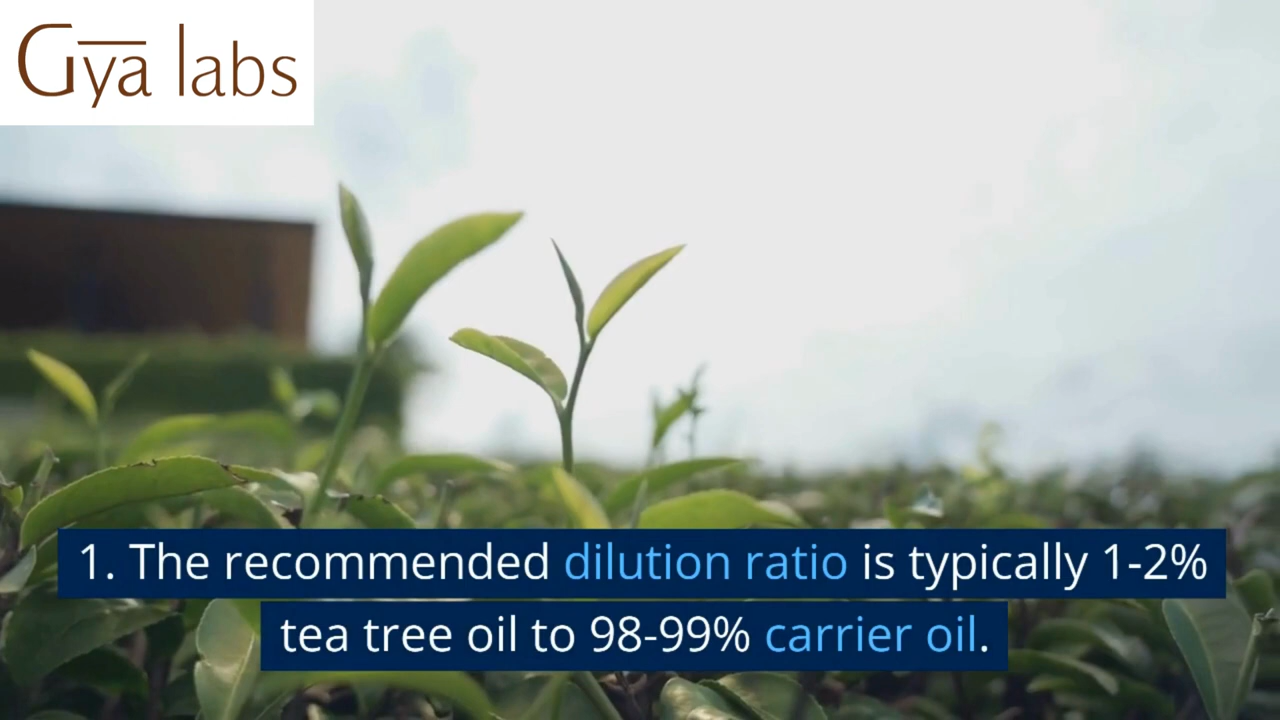 Gya labs
1. The recommended dilution ratio is typically 1-2%
tea tree oil to 98-99% carrier oil.